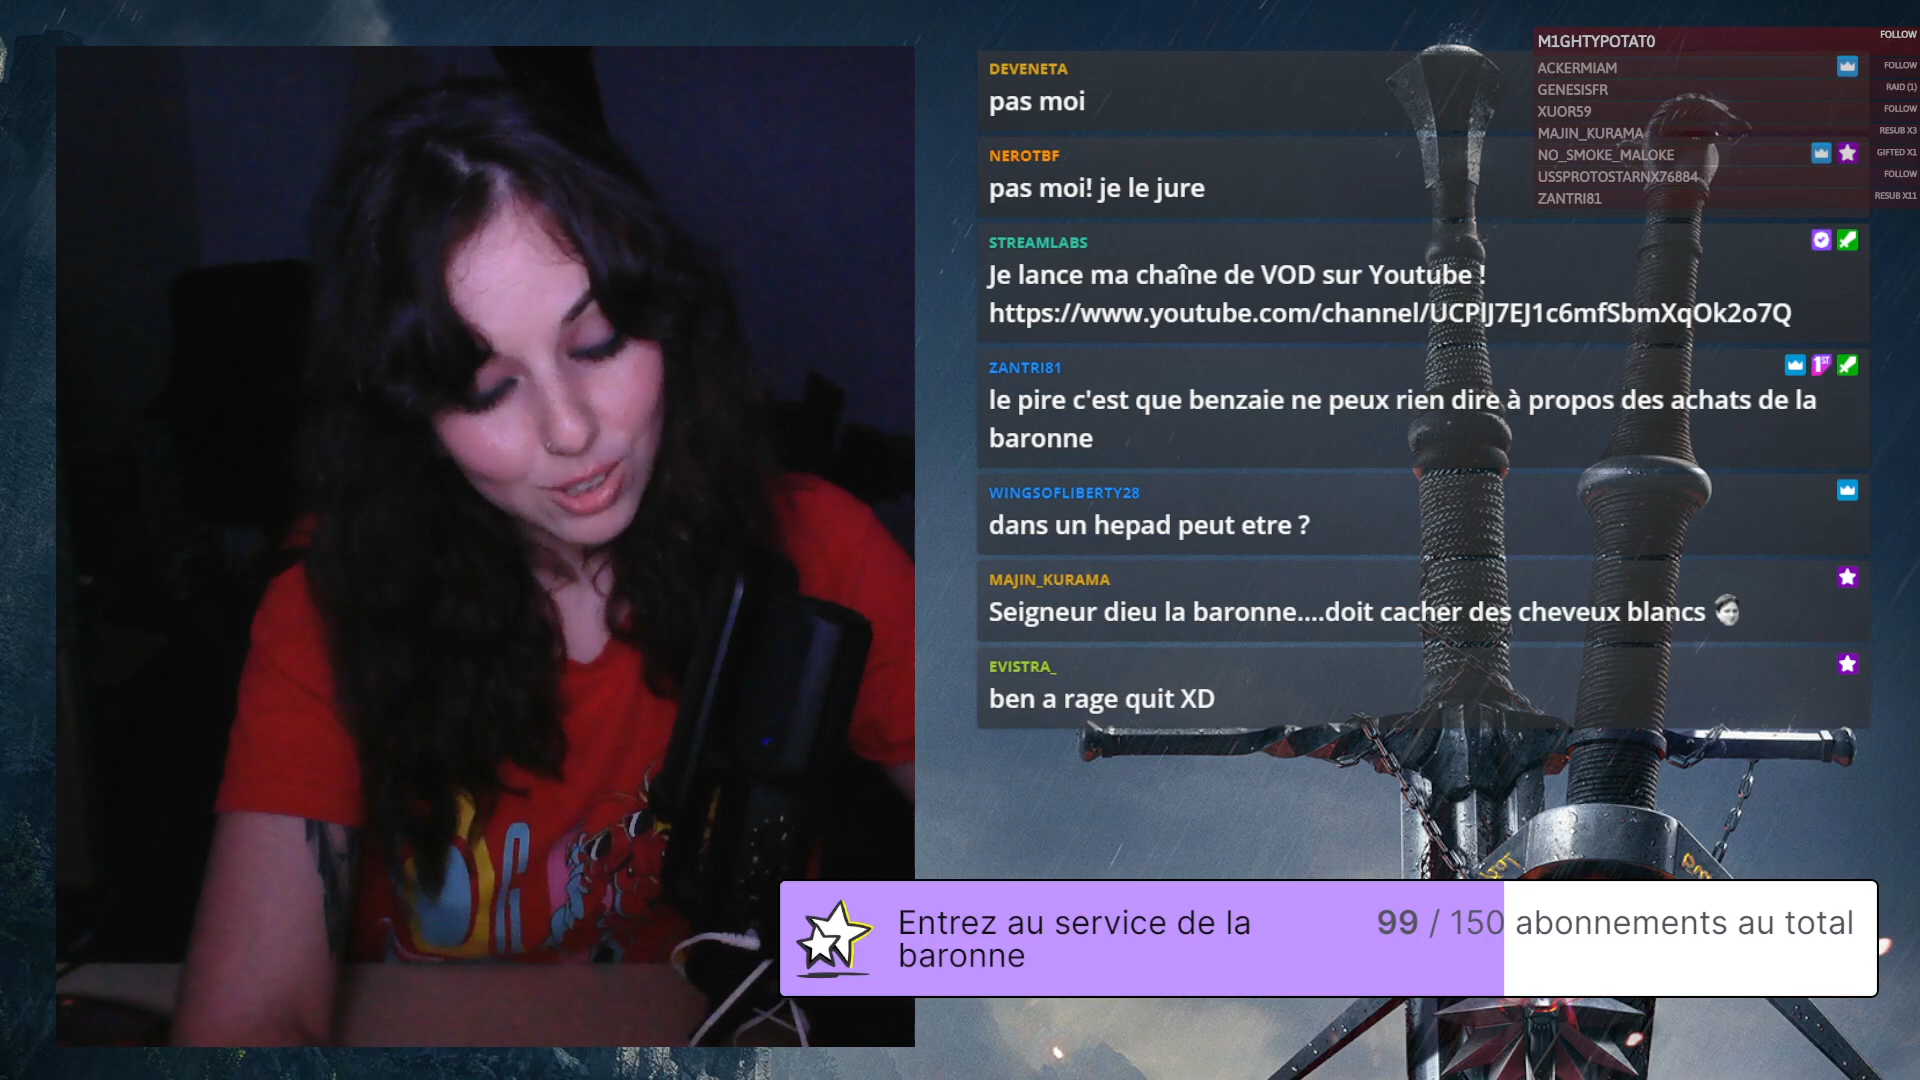 DEVENETA
pas moi
NEROTBF
pas moi! je le jure
STREAMLABS
Je lance ma chaîne de VOD sur Youtube !
https://www.youtube.com/channel/UCPlJ7EJ1c6mfSbmXqOk2o7Q
ZANTRI81
le pire c'est que benzaie ne peux rien dire à propos des achats de la
baronne
WINGSOFLIBERTY28
dans un hepad peut etre ?
MAJIN_KURAMA
Seigneur dieu la baronne....doit cacher des cheveux blancs
EVISTRA_
ben a rage quit XD
M1GHTYPOTAT0 FOLLOW
ACKERMIAM FOLLOW
GENESISFR RAID (1)
XUOR59 FOLLOW
MAJIN_KURAMA RESUB X3
NO_SMOKE_MALOKE GIFTED X1
USSPROTOSTARNX76884 FOLLOW
ZANTRI81 RESUB X11
Entrez au service de la
baronne
99 / 150 abonnements au total